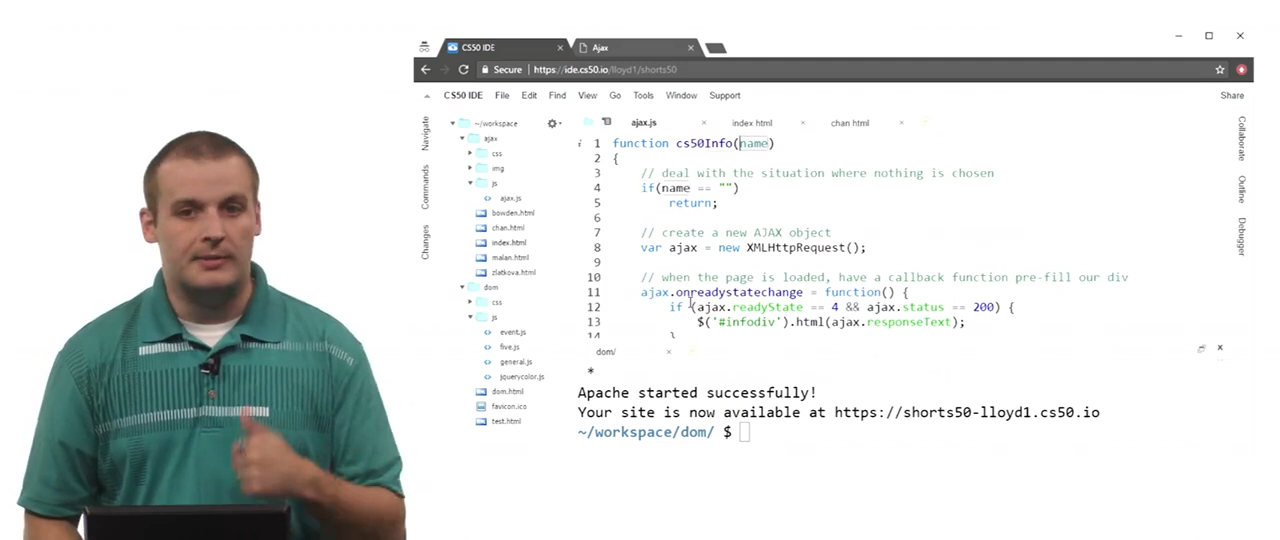 CS50 IDE
Ajax
Secure https://ide.cs50.io/lloyd1/shorts50
CS50 IDE File Edit Find View Go Tools Window Support Share
Navigate
Commands
Changes
~/workspace
ajax
css
img
js
ajax.js
bowden.html
chan.html
index.html
malan.html
zlatkova.html
dom
css
js
event.js
five.js
general.js
jquerycolor.js
dom.html
favicon.ico
test.html
ajax.js index.html chan.html
i 1 function cs50Info(name)
2 {
3 // deal with the situation where nothing is chosen
4 if(name == "")
5 return;
6
7 // create a new AJAX object
8 var ajax = new XMLHttpRequest();
9
10 // when the page is loaded, have a callback function pre-fill our div
11 ajax.onreadystatechange = function() {
12 if (ajax.readyState == 4 && ajax.status == 200) {
13 $('#infodiv').html(ajax.responseText);
14 }
dom/
*
Apache started successfully!
Your site is now available at https://shorts50-lloyd1.cs50.io
~/workspace/dom/ $
Collaborate
Outline
Debugger